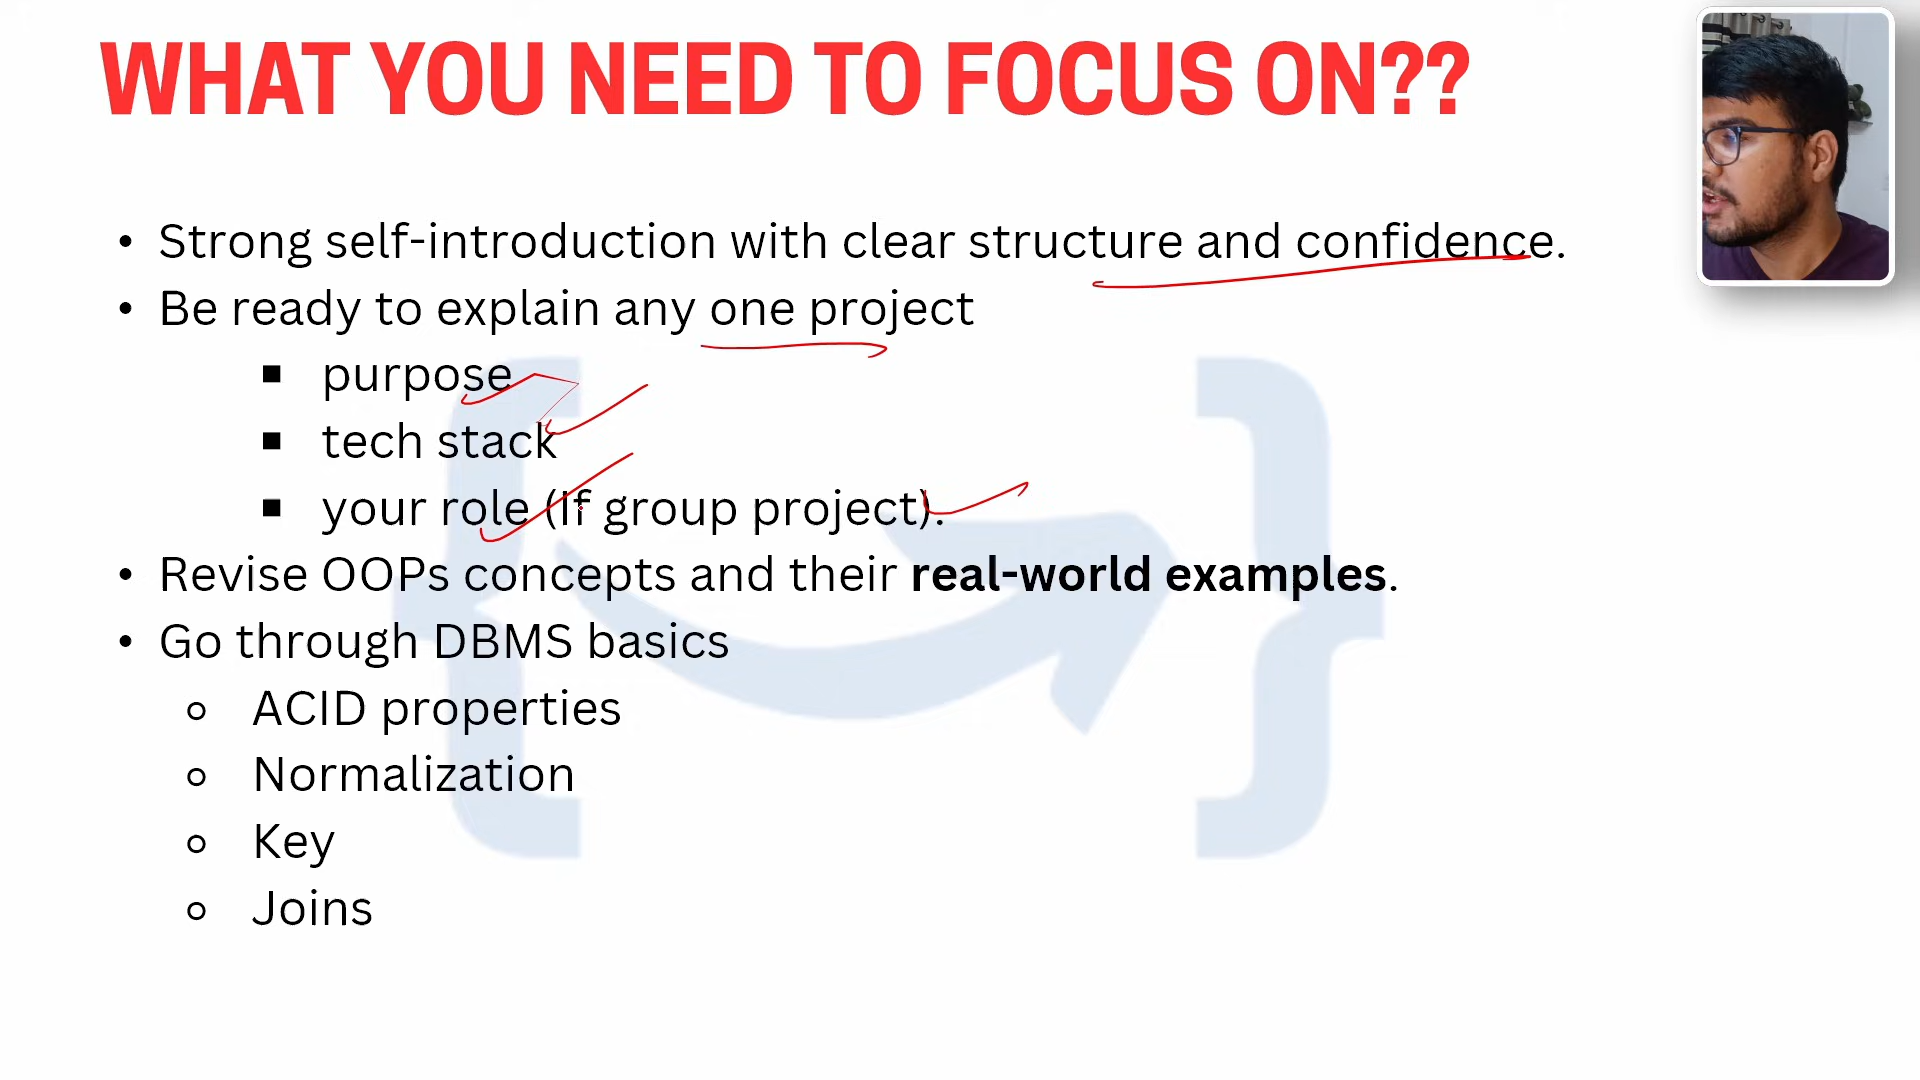 WHAT YOU NEED TO FOCUS ON??
• Strong self-introduction with clear structure and confidence.
• Be ready to explain any one project
▪ purpose
▪ tech stack
▪ your role (If group project).
• Revise OOPs concepts and their real-world examples.
• Go through DBMS basics
○ ACID properties
○ Normalization
○ Key
○ Joins